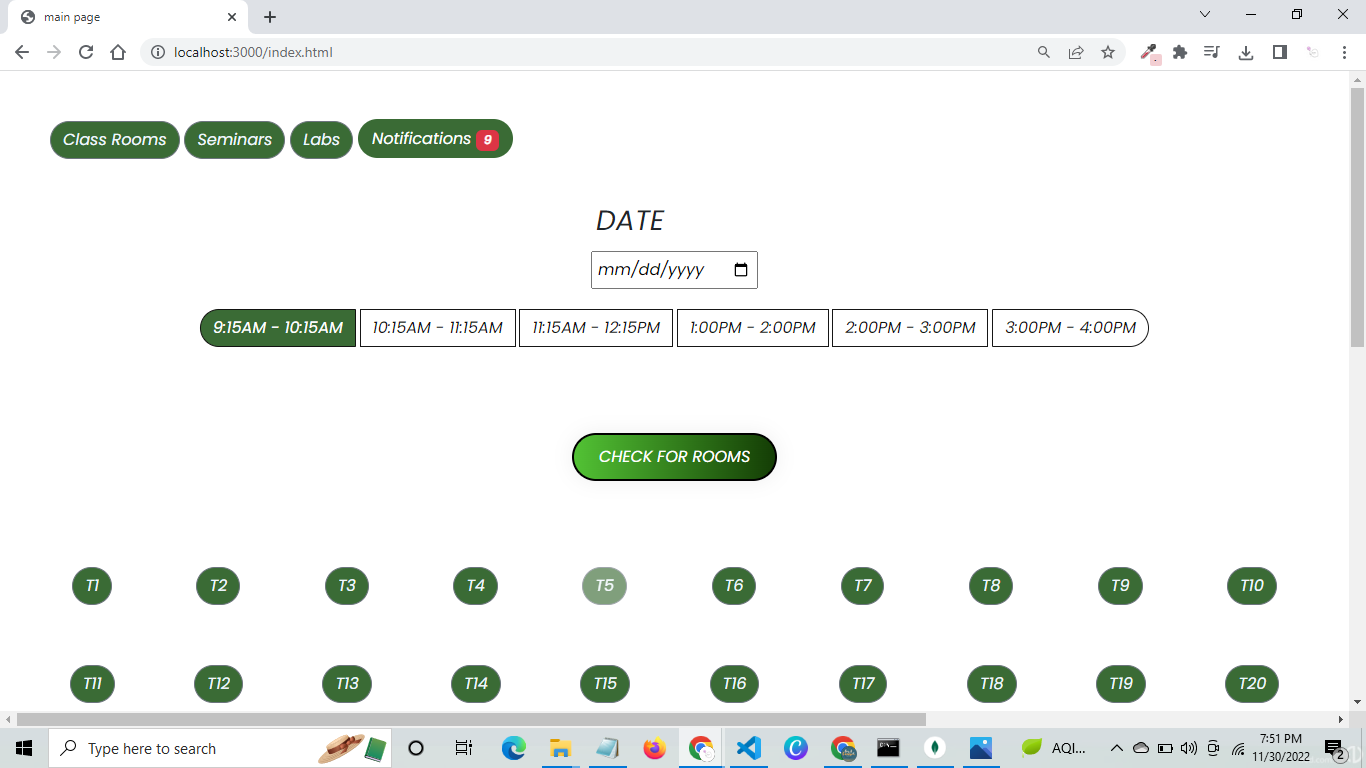 main page
localhost:3000/index.html
Class Rooms Seminars Labs Notifications 9
DATE
mm/dd/yyyy
9:15AM - 10:15AM 10:15AM - 11:15AM 11:15AM - 12:15PM 1:00PM - 2:00PM 2:00PM - 3:00PM 3:00PM - 4:00PM
CHECK FOR ROOMS
T1 T2 T3 T4 T5 T6 T7 T8 T9 T10
T11 T12 T13 T14 T15 T16 T17 T18 T19 T20
Type here to search
AQI...
7:51 PM
11/30/2022
2